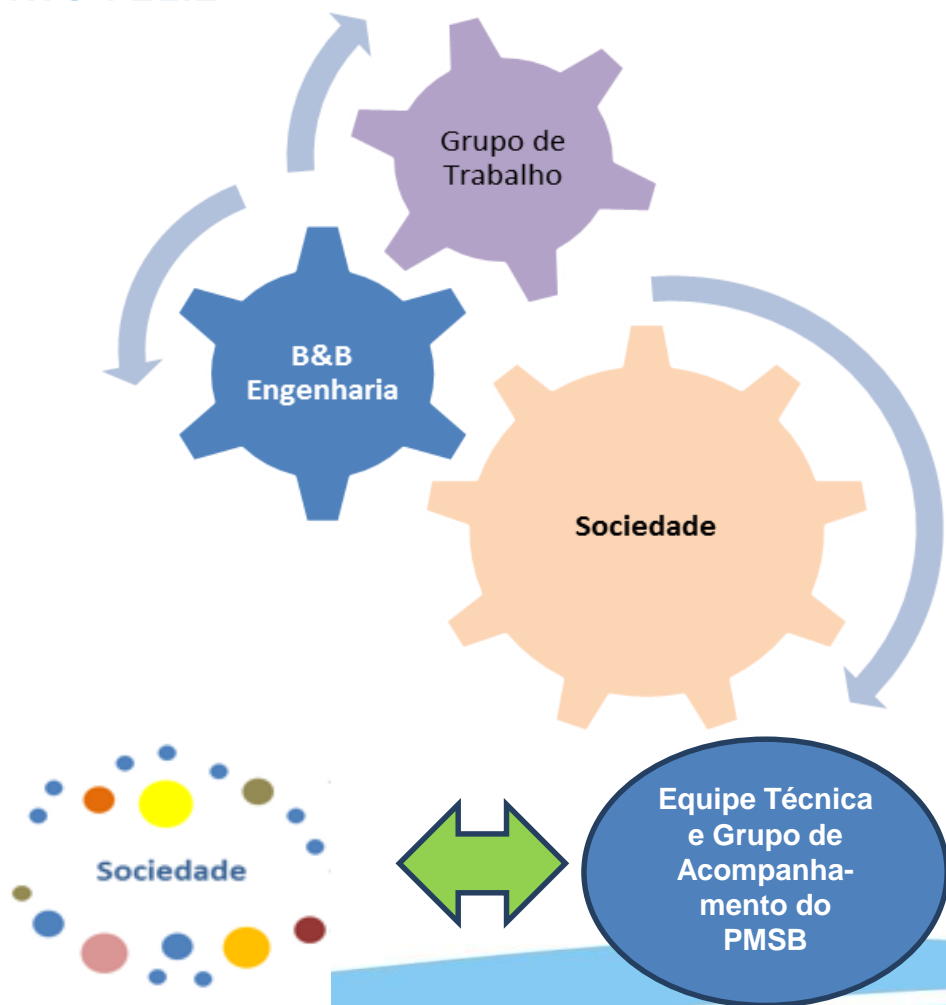 Grupo de
Trabalho
B&B
Engenharia
Sociedade
Sociedade
Equipe Técnica
e Grupo de
Acompanha-
mento do
PMSB